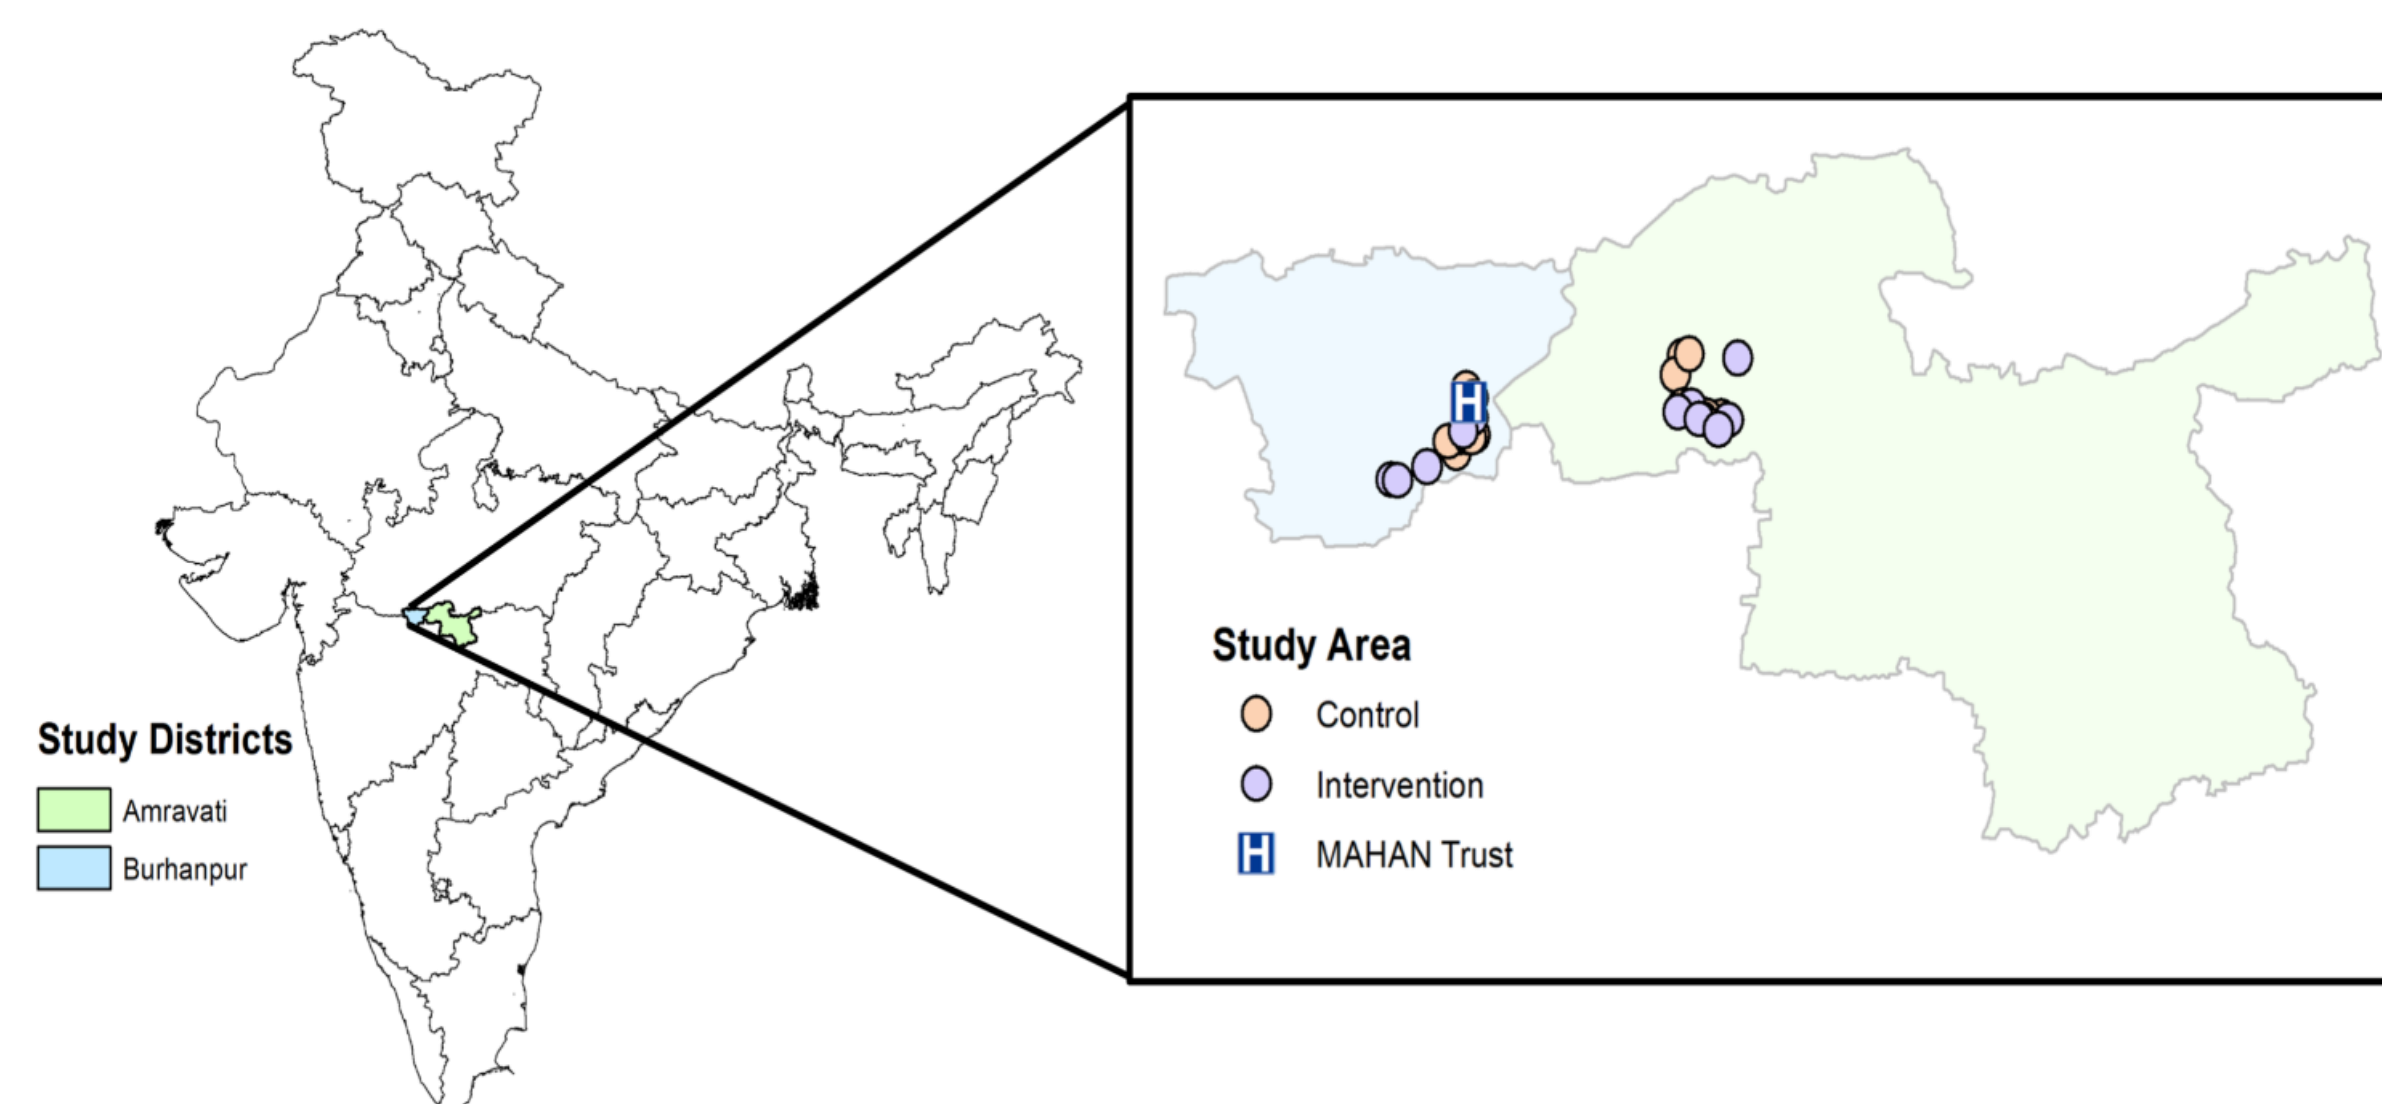 Study Districts
Amravati
Burhanpur
H
Study Area
Control
Intervention
H
MAHAN Trust